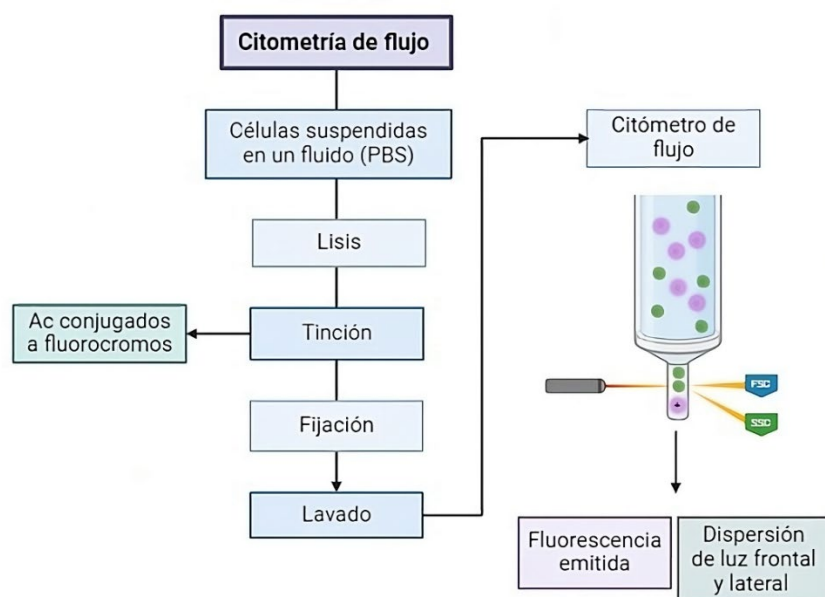 Citometría de flujo
Células suspendidas
en un fluido (PBS)
Lisis
Ac conjugados
a fluorocromos
Tinción
Fijación
Lavado
Citómetro de
flujo
FSC
SSC
Fluorescencia
emitida
Dispersión
de luz frontal
y lateral